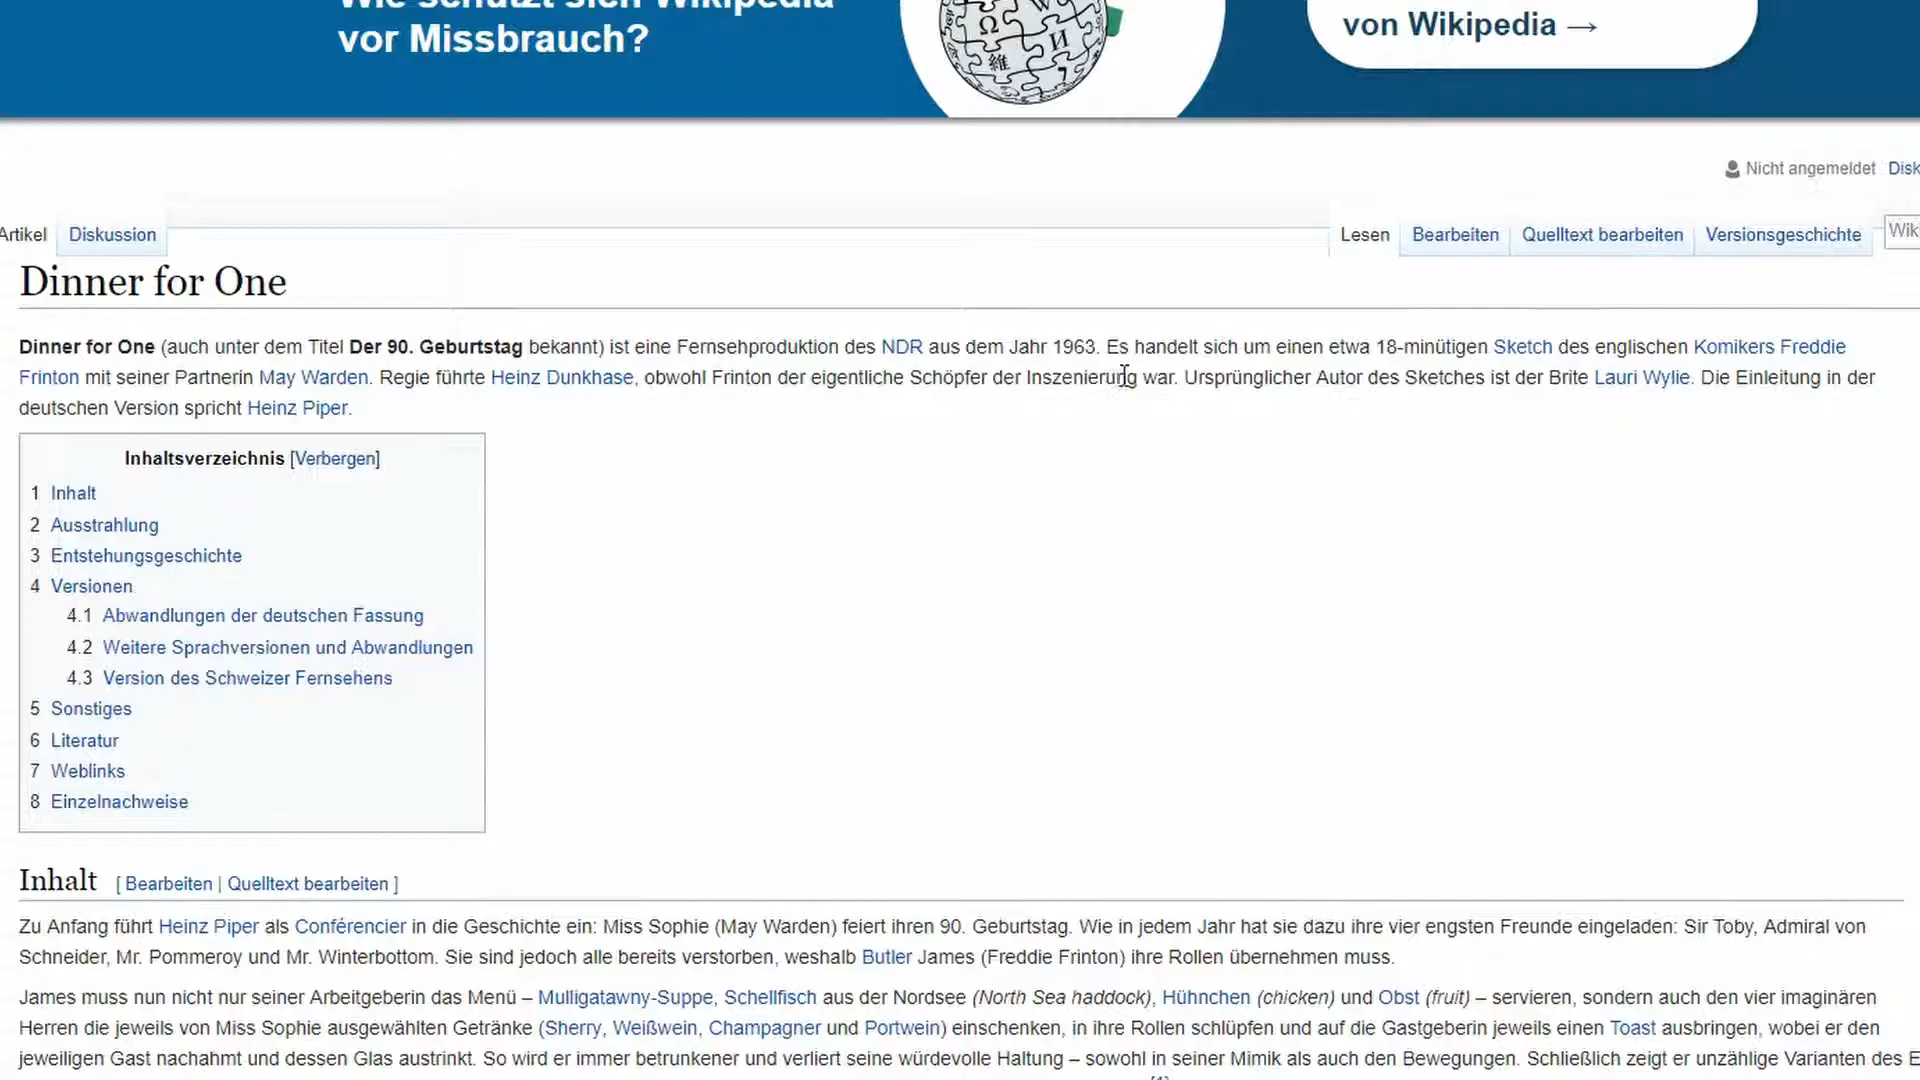 Wie schützt sich Wikipedia
vor Missbrauch?
von Wikipedia →
Nicht angemeldet
Artikel Diskussion Lesen Bearbeiten Quelltext bearbeiten Versionsgeschichte
Dinner for One
Dinner for One (auch unter dem Titel Der 90. Geburtstag bekannt) ist eine Fernsehproduktion des NDR aus dem Jahr 1963. Es handelt sich um einen etwa 18-minütigen Sketch des englischen Komikers Freddie
Frinton mit seiner Partnerin May Warden. Regie führte Heinz Dunkhase, obwohl Frinton der eigentliche Schöpfer der Inszenierung war. Ursprünglicher Autor des Sketches ist der Brite Lauri Wylie. Die Einleitung in der
deutschen Version spricht Heinz Piper.
Inhaltsverzeichnis [Verbergen]
1 Inhalt
2 Ausstrahlung
3 Entstehungsgeschichte
4 Versionen
4.1 Abwandlungen der deutschen Fassung
4.2 Weitere Sprachversionen und Abwandlungen
4.3 Version des Schweizer Fernsehens
5 Sonstiges
6 Literatur
7 Weblinks
8 Einzelnachweise
Inhalt [ Bearbeiten | Quelltext bearbeiten ]
Zu Anfang führt Heinz Piper als Conférencier in die Geschichte ein: Miss Sophie (May Warden) feiert ihren 90. Geburtstag. Wie in jedem Jahr hat sie dazu ihre vier engsten Freunde eingeladen: Sir Toby, Admiral von
Schneider, Mr. Pommeroy und Mr. Winterbottom. Sie sind jedoch alle bereits verstorben, weshalb Butler James (Freddie Frinton) ihre Rollen übernehmen muss.
James muss nun nicht nur seiner Arbeitgeberin das Menü – Mulligatawny-Suppe, Schellfisch aus der Nordsee (North Sea haddock), Hühnchen (chicken) und Obst (fruit) – servieren, sondern auch den vier imaginären
Herren die jeweils von Miss Sophie ausgewählten Getränke (Sherry, Weißwein, Champagner und Portwein) einschenken, in ihre Rollen schlüpfen und auf die Gastgeberin jeweils einen Toast ausbringen, wobei er den
jeweiligen Gast nachahmt und dessen Glas austrinkt. So wird er immer betrunkener und verliert seine würdevolle Haltung – sowohl in seiner Mimik als auch den Bewegungen. Schließlich zeigt er unzählige Varianten des